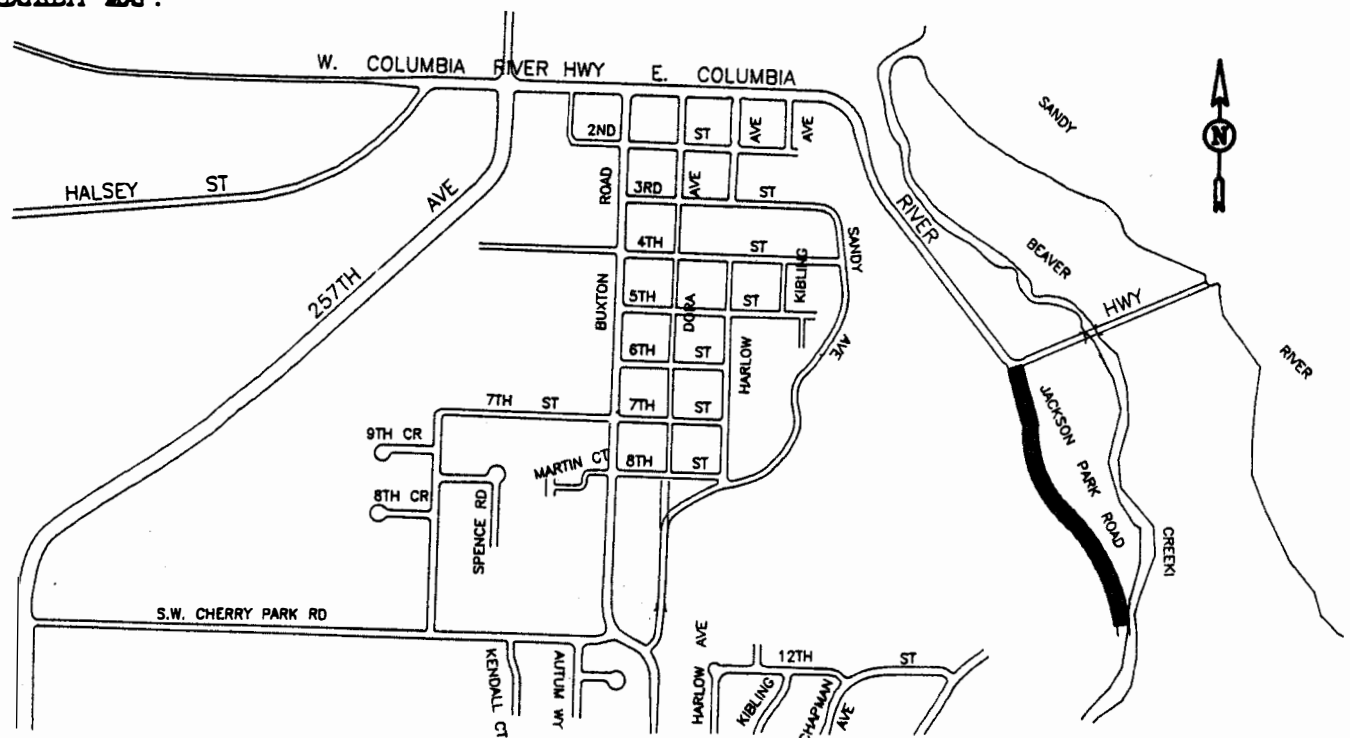 W. COLUMBIA RIVER HWY E. COLUMBIA
SANDY
N
2ND ST AVE AVE
HALSEY ST
AVE
ROAD
3RD AVE ST
RIVER
4TH ST
SANDY
BEAVER
KIBLING
257TH
BUXTON
5TH DORA ST
HWY
6TH ST
HARLOW
AVE
RIVER
7TH ST
7TH ST
JACKSON PARK ROAD
9TH CR
MARTIN CT
8TH ST
8TH CR
SPENCE RD
CREEKI
S.W. CHERRY PARK RD
HARLOW AVE
12TH ST
KENDALL CT
AUTUM WY
KIBLING
CHAPMAN AVE